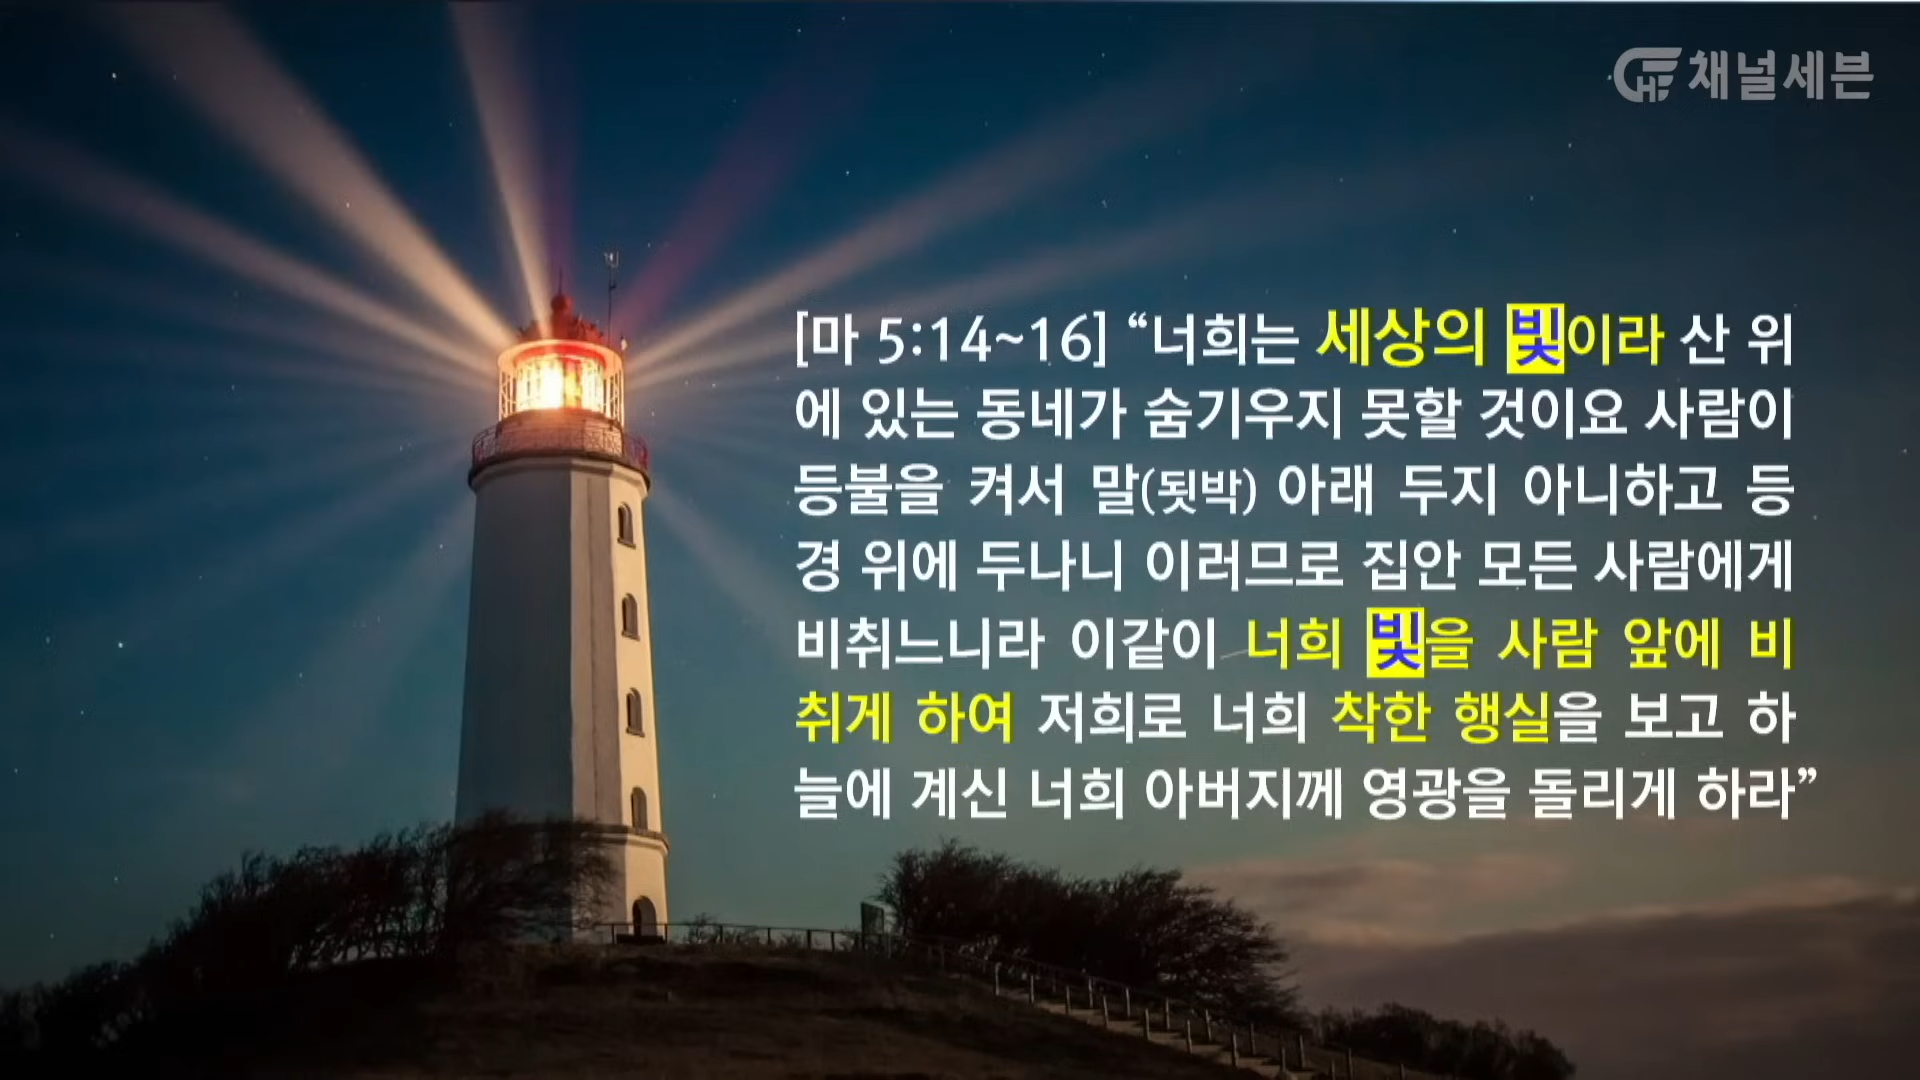 CH 채널세븐
[마 5:14~16] “너희는 세상의 빛이라 산 위
에 있는 동네가 숨기우지 못할 것이요 사람이
등불을 켜서 말(됫박) 아래 두지 아니하고 등
경 위에 두나니 이러므로 집안 모든 사람에게
비취느니라 이같이 너희 빛을 사람 앞에 비
취게 하여 저희로 너희 착한 행실을 보고 하
늘에 계신 너희 아버지께 영광을 돌리게 하라”